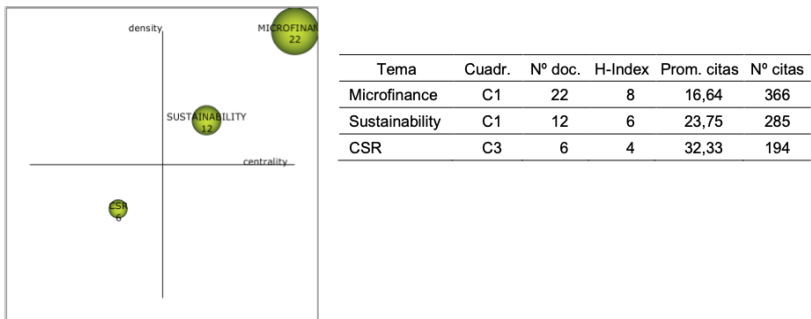 density
MICROFINAN
22
SUSTAINABILITY
12
centrality
CSR
6
Tema Cuadr. Nº doc. H-Index Prom. citas Nº citas
Microfinance C1 22 8 16,64 366
Sustainability C1 12 6 23,75 285
CSR C3 6 4 32,33 194